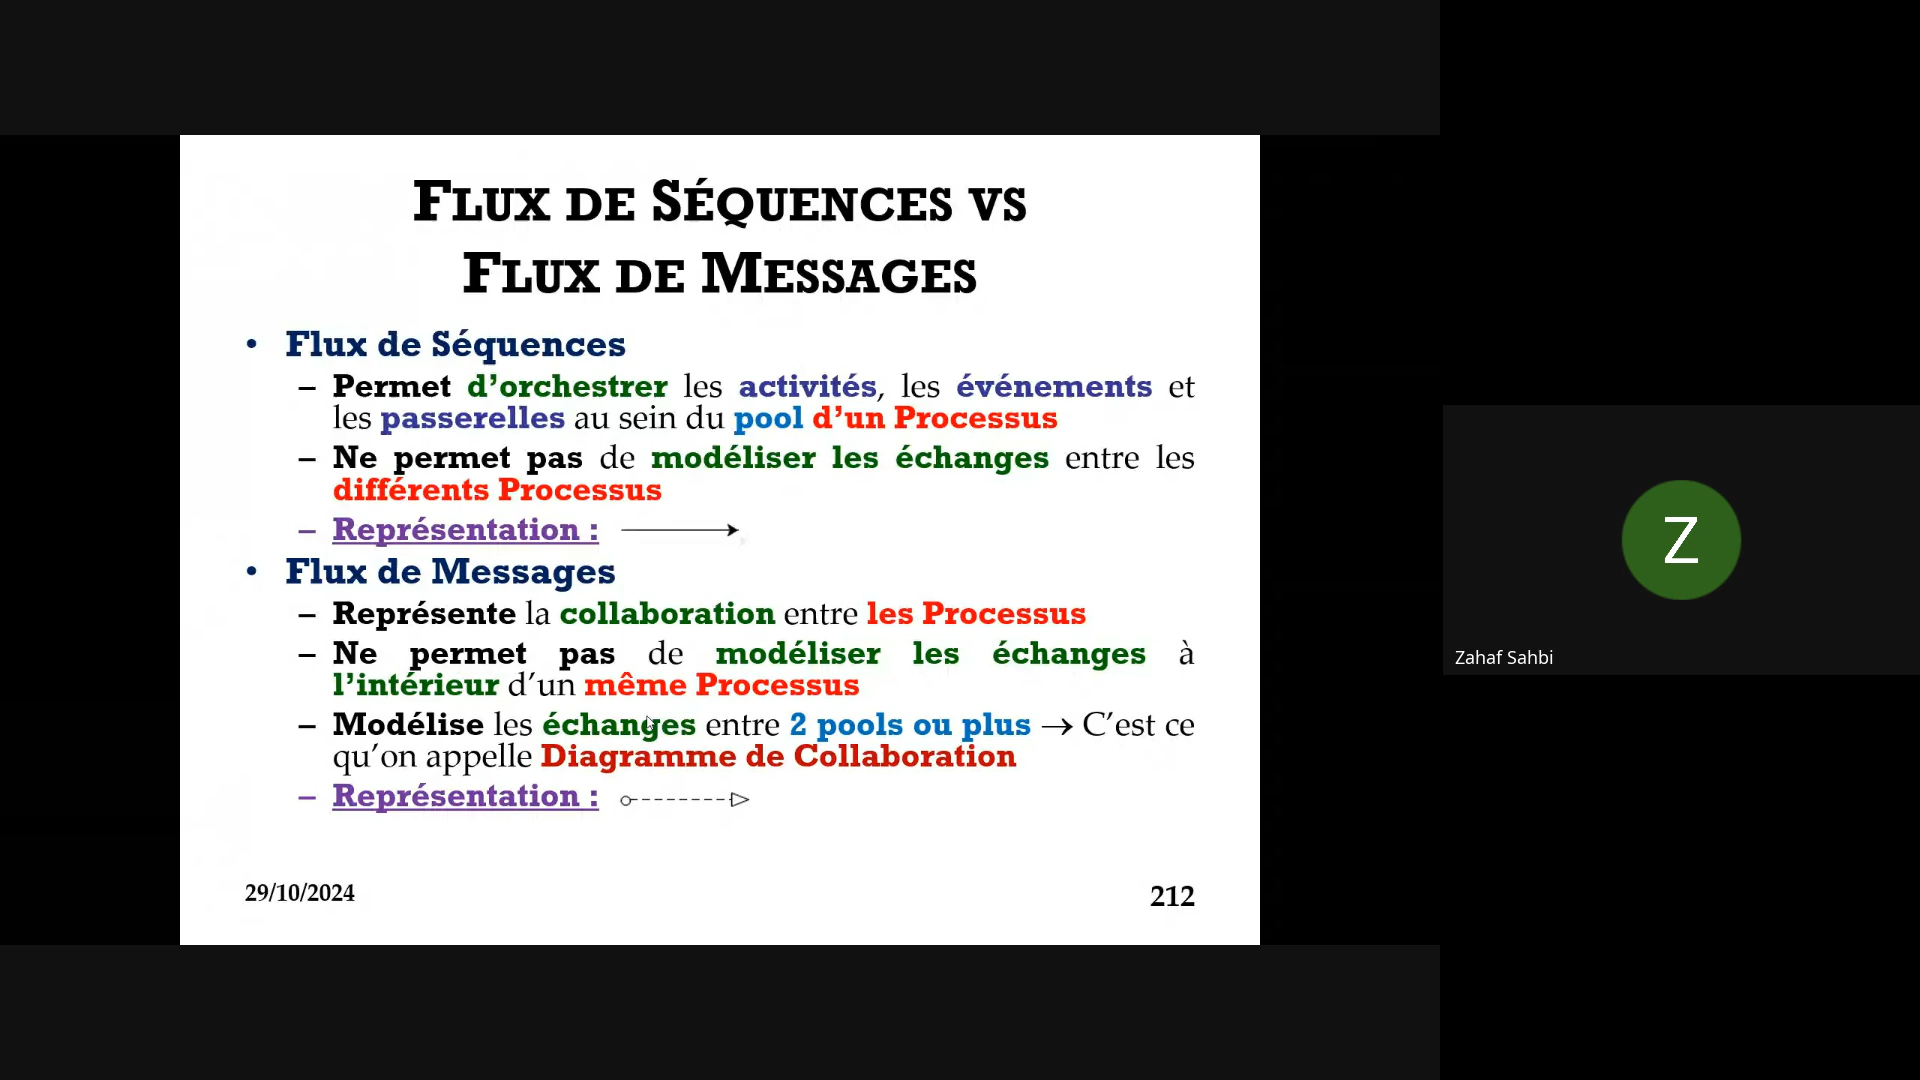 FLUX DE SÉQUENCES VS
FLUX DE MESSAGES
• Flux de Séquences
– Permet d’orchestrer les activités, les événements et
les passerelles au sein du pool d’un Processus
– Ne permet pas de modéliser les échanges entre les
différents Processus
– Représentation :
• Flux de Messages
– Représente la collaboration entre les Processus
– Ne permet pas de modéliser les échanges à
l’intérieur d’un même Processus
– Modélise les échanges entre 2 pools ou plus → C’est ce
qu’on appelle Diagramme de Collaboration
– Représentation :
29/10/2024
212
Z
Zahaf Sahbi